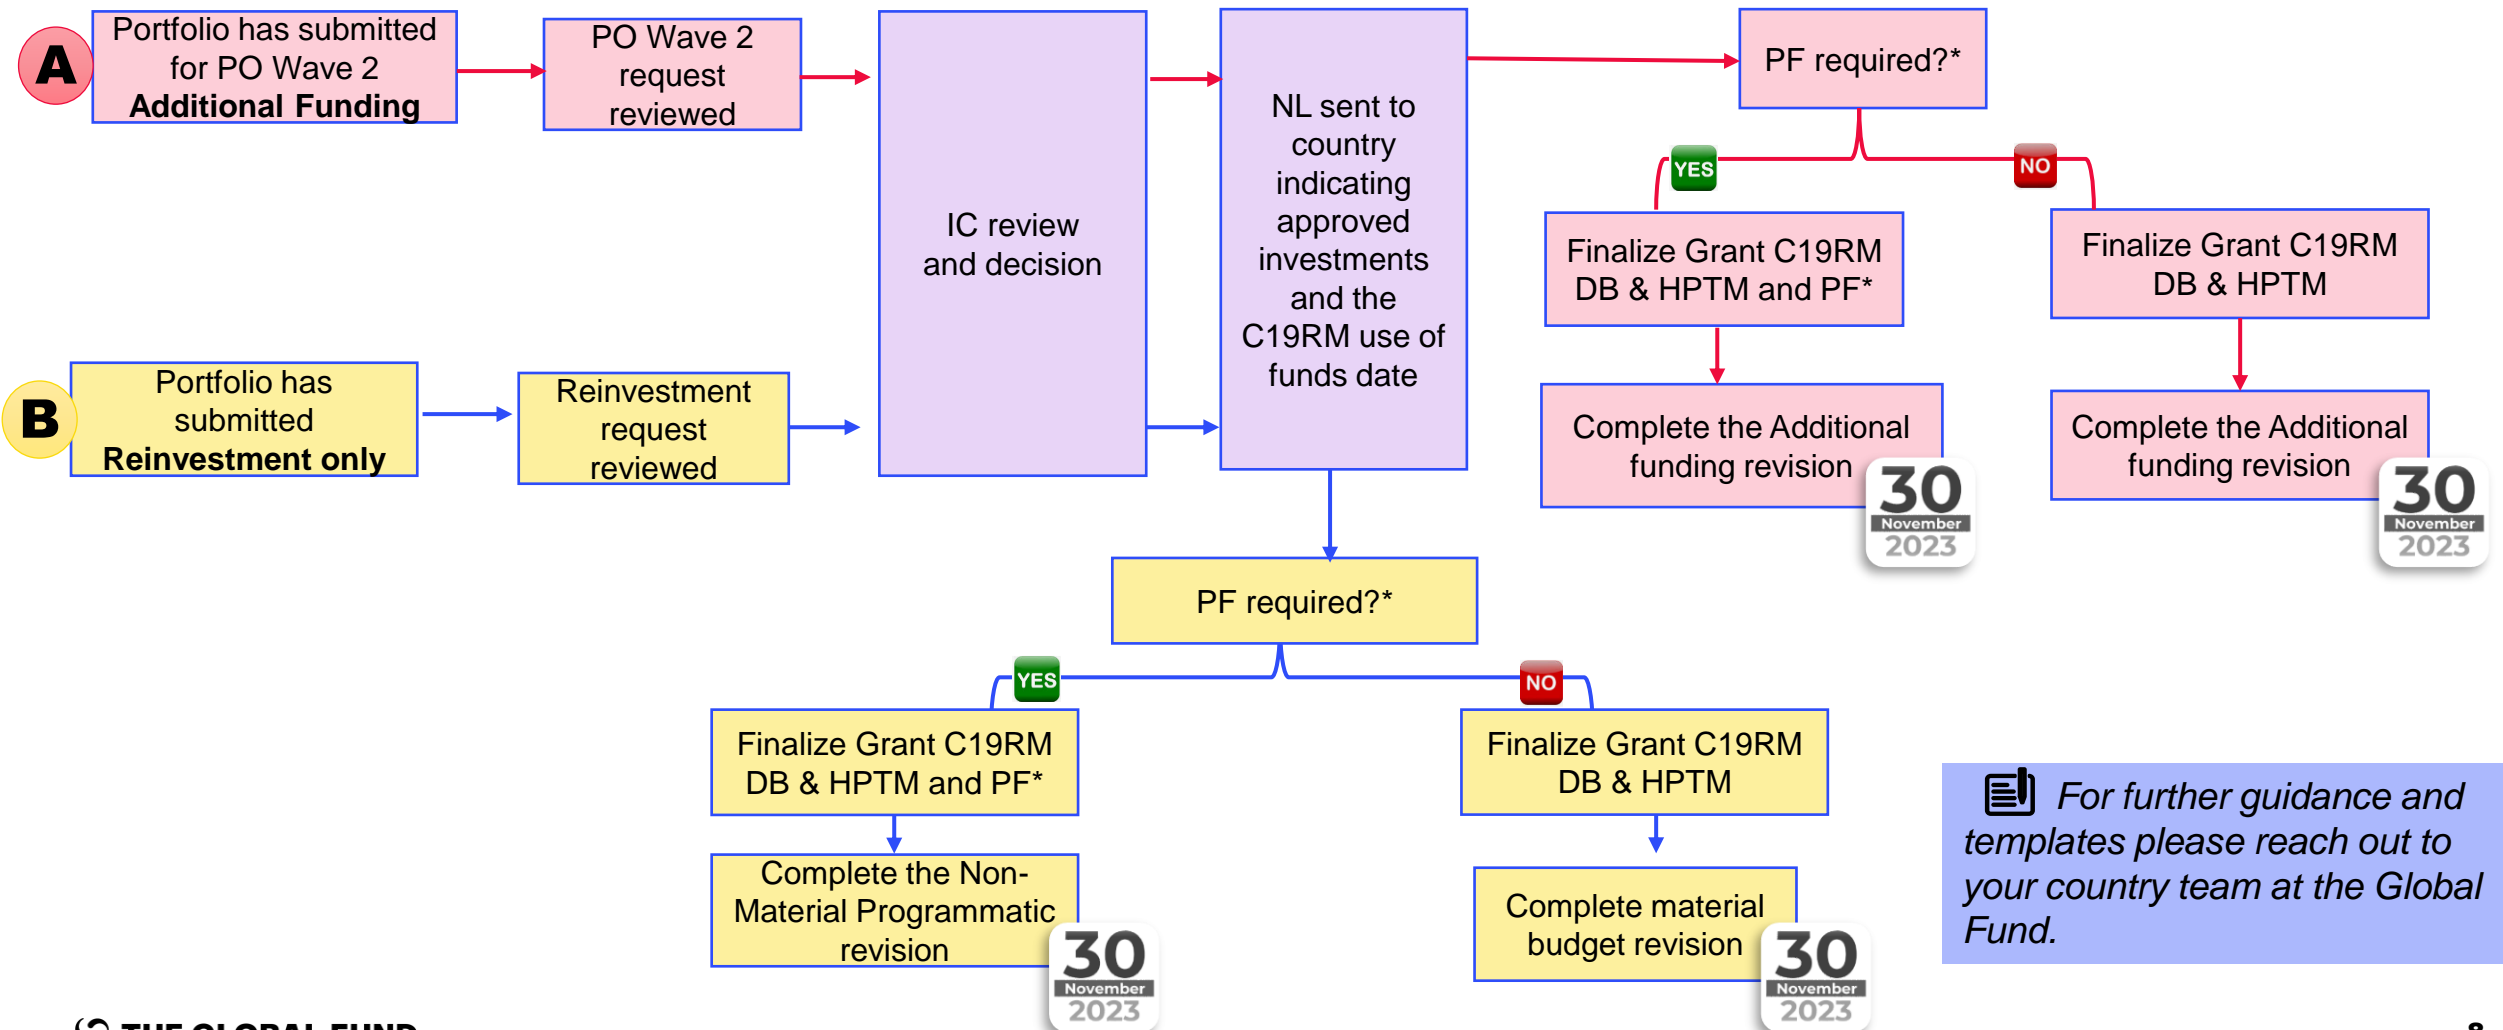 A
Portfolio has submitted
for PO Wave 2
Additional Funding
PO Wave 2
request
reviewed
IC review
and decision
NL sent to
country
indicating
approved
investments
and the
C19RM use of
funds date
PF required?*
YES
NO
Finalize Grant C19RM
DB & HPTM and PF*
Finalize Grant C19RM
DB & HPTM
Complete the Additional
funding revision
30
November
2023
Complete the Additional
funding revision
30
November
2023
B
Portfolio has
submitted
Reinvestment only
Reinvestment
request
reviewed
PF required?*
YES
NO
Finalize Grant C19RM
DB & HPTM and PF*
Finalize Grant C19RM
DB & HPTM
Complete the Non-
Material Programmatic
revision
30
November
2023
Complete material
budget revision
30
November
2023
For further guidance and
templates please reach out to
your country team at the Global
Fund.
THE GLOBAL FUND
8